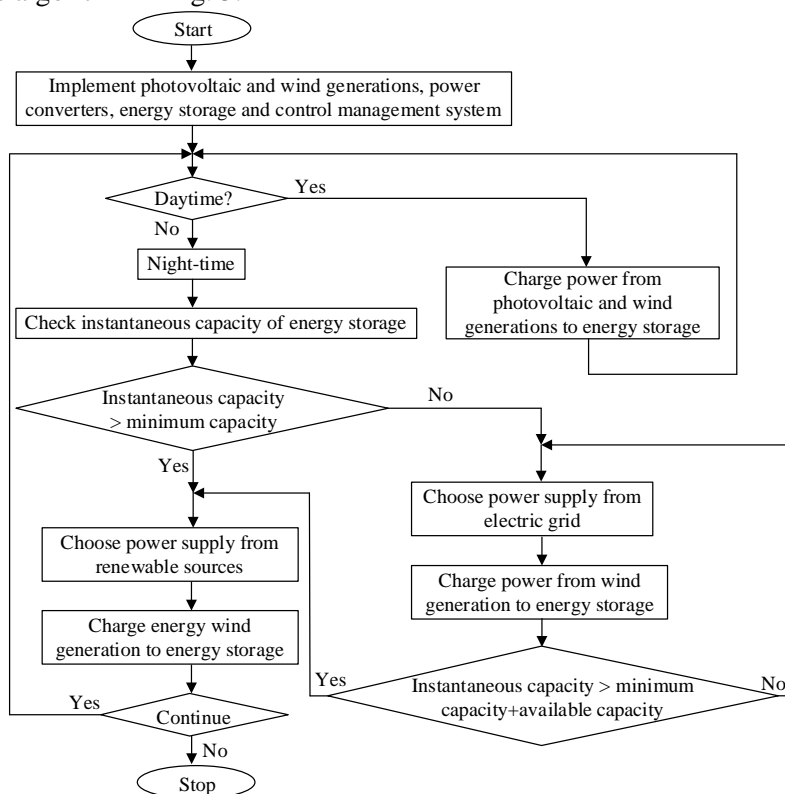 Start
Implement photovoltaic and wind generations, power
converters, energy storage and control management system
Daytime?
Yes
No
Night-time
Charge power from
photovoltaic and wind
generations to energy storage
Check instantaneous capacity of energy storage
Instantaneous capacity
> minimum capacity
No
Yes
Choose power supply from
electric grid
Choose power supply from
renewable sources
Charge power from wind
generation to energy storage
Charge energy wind
generation to energy storage
Yes
Instantaneous capacity > minimum
capacity+available capacity
No
Yes
Continue
No
Stop